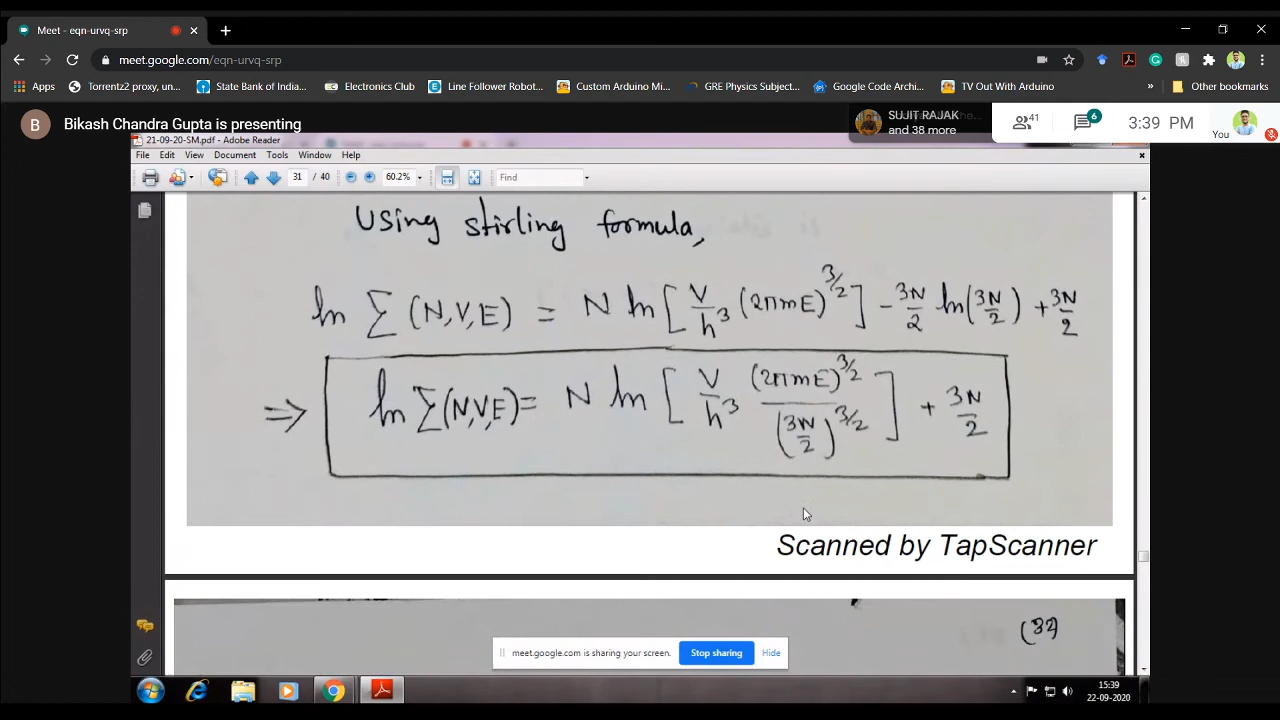 Meet - eqn-urvq-srp
meet.google.com/eqn-urvq-srp
Apps Torrentz2 proxy, un... State Bank of India... Electronics Club Line Follower Robot... Custom Arduino Mi... GRE Physics Subject... Google Code Archi... TV Out With Arduino » Other bookmarks
B Bikash Chandra Gupta is presenting
SUJIT RAJAK
and 38 more
41 6 3:39 PM You
21-09-20-SM.pdf - Adobe Reader
File Edit View Document Tools Window Help
31 / 40 60.2% Find
Using stirling formula,
ln Σ (N,V,E) = N ln [ V/h³ (2πmE)^3/2 ] - 3N/2 ln(3N/2) + 3N/2
⇒ ln Σ(N,V,E) = N ln [ V/h³ (2πmE)^3/2 / (3N/2)^3/2 ] + 3N/2
Scanned by TapScanner
(32)
meet.google.com is sharing your screen. Stop sharing Hide
15:39
22-09-2020